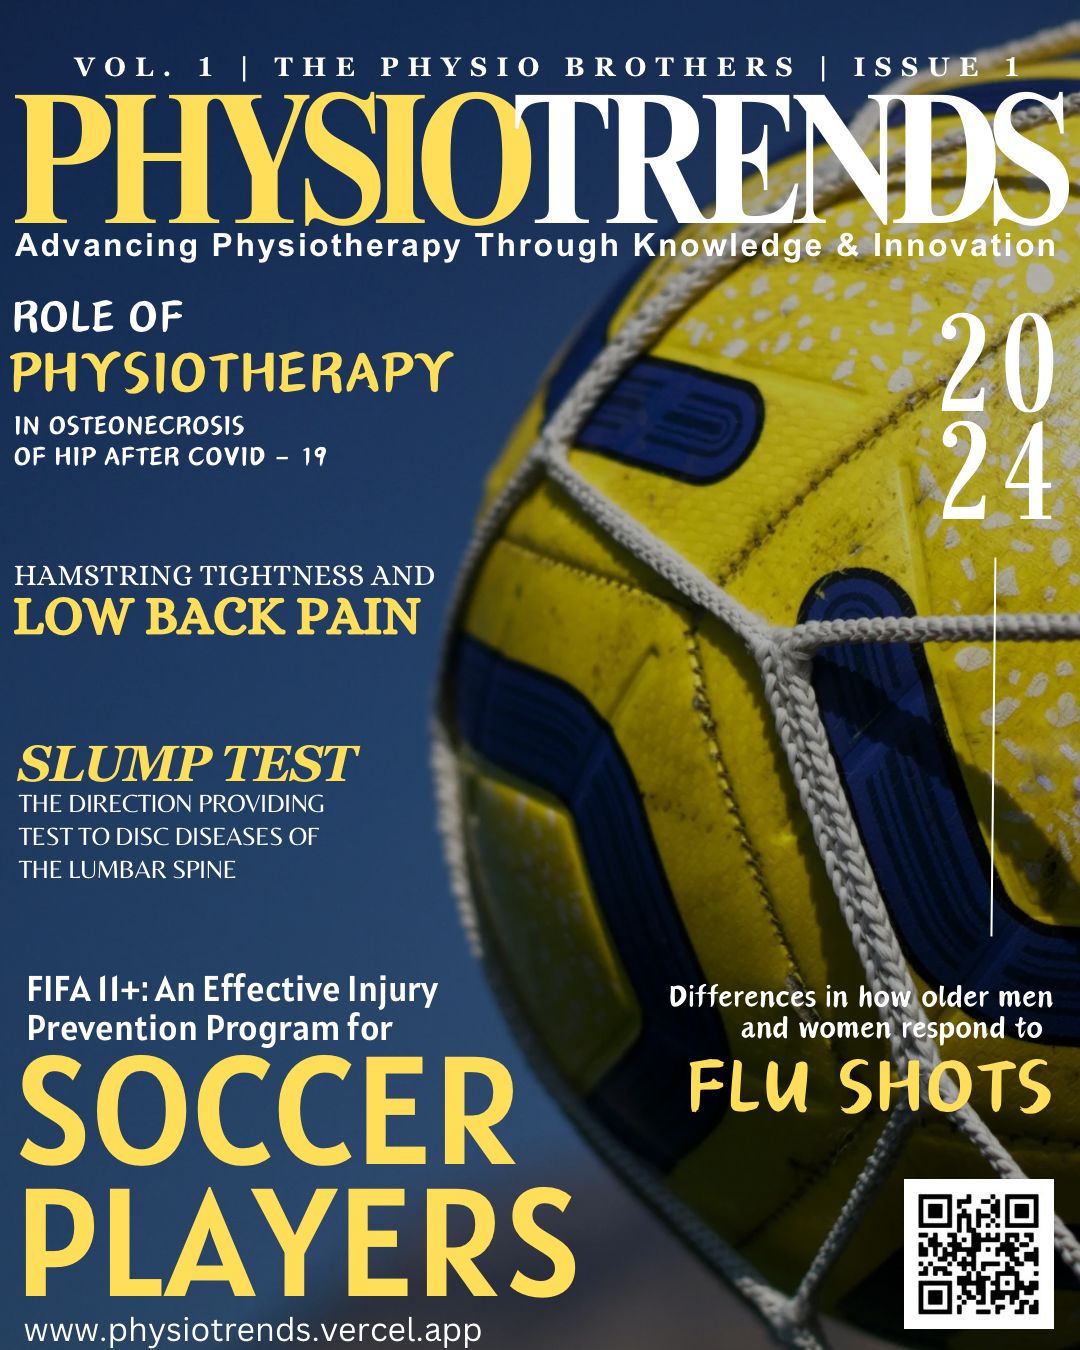 VOL. 1 | THE PHYSIO BROTHERS | ISSUE 1
PHYSIOTRENDS
Advancing Physiotherapy Through Knowledge & Innovation
ROLE OF
PHYSIOTHERAPY
IN OSTEONECROSIS
OF HIP AFTER COVID – 19
20
24
HAMSTRING TIGHTNESS AND
LOW BACK PAIN
SLUMP TEST
THE DIRECTION PROVIDING
TEST TO DISC DISEASES OF
THE LUMBAR SPINE
FIFA 11+: An Effective Injury
Prevention Program for
SOCCER
PLAYERS
www.physiotrends.vercel.app
Differences in how older men
and women respond to
FLU SHOTS